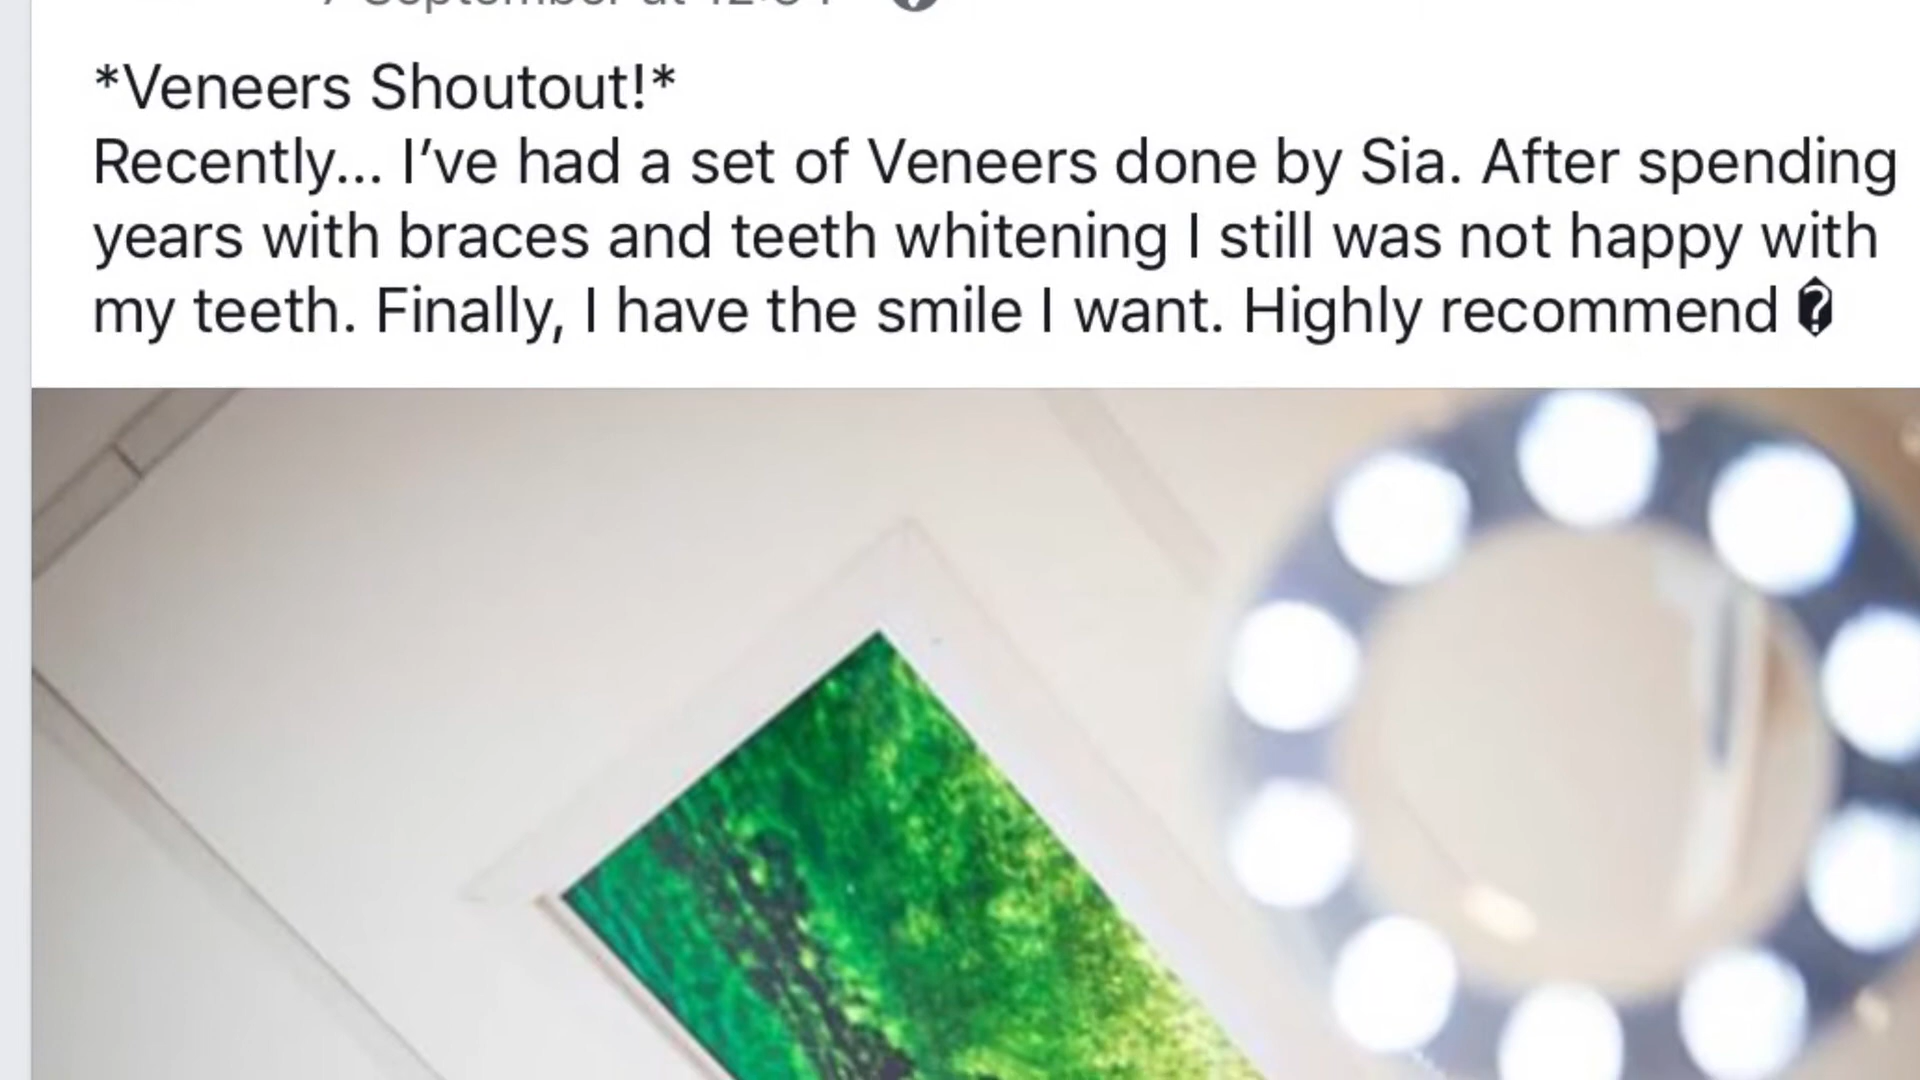 *Veneers Shoutout!*
Recently... I’ve had a set of Veneers done by Sia. After spending
years with braces and teeth whitening I still was not happy with
my teeth. Finally, I have the smile I want. Highly recommend �